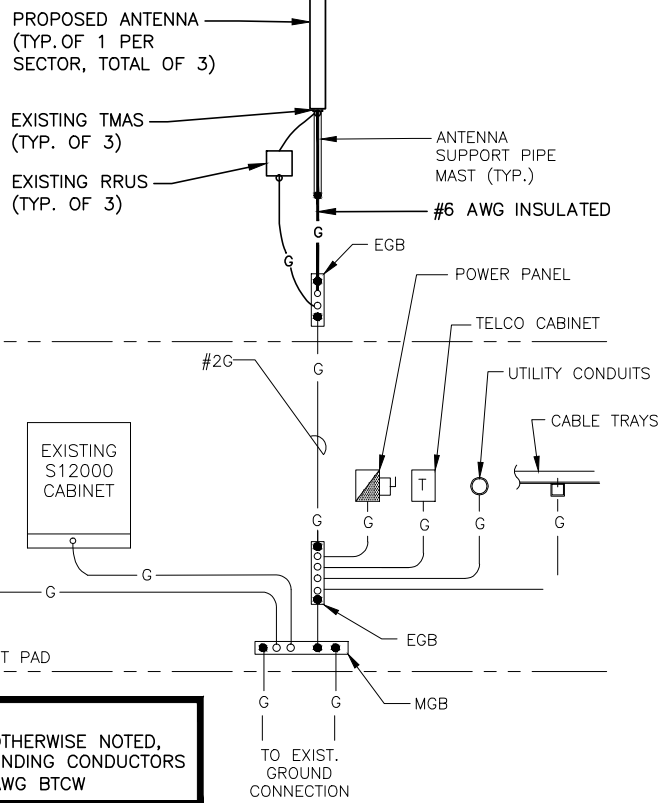 PROPOSED ANTENNA
(TYP. OF 1 PER
SECTOR, TOTAL OF 3)
EXISTING TMAS
(TYP. OF 3)
ANTENNA
SUPPORT PIPE
MAST (TYP.)
EXISTING RRUS
(TYP. OF 3)
#6 AWG INSULATED
G
EGB
G
POWER PANEL
TELCO CABINET
#2G
G
UTILITY CONDUITS
CABLE TRAYS
EXISTING
S12000
CABINET
T
G
G
G
G
G
G
G
EGB
T PAD
MGB
G
G
OTHERWISE NOTED,
NDING CONDUCTORS
AWG BTCW
TO EXIST.
GROUND
CONNECTION